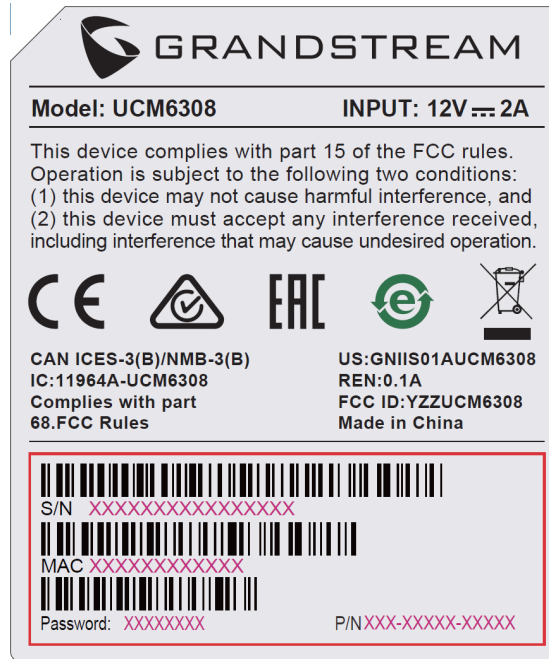 GRANDSTREAM
Model: UCM6308 INPUT: 12V⎓2A
This device complies with part 15 of the FCC rules.
Operation is subject to the following two conditions:
(1) this device may not cause harmful interference, and
(2) this device must accept any interference received,
including interference that may cause undesired operation.
CE EAC e
CAN ICES-3(B)/NMB-3(B) US:GNIIS01AUCM6308
IC:11964A-UCM6308 REN:0.1A
Complies with part FCC ID:YZZUCM6308
68.FCC Rules Made in China
S/N XXXXXXXXXXXXXXXX
MAC XXXXXXXXXXXX
Password: XXXXXXXX P/N XXX-XXXXX-XXXXX